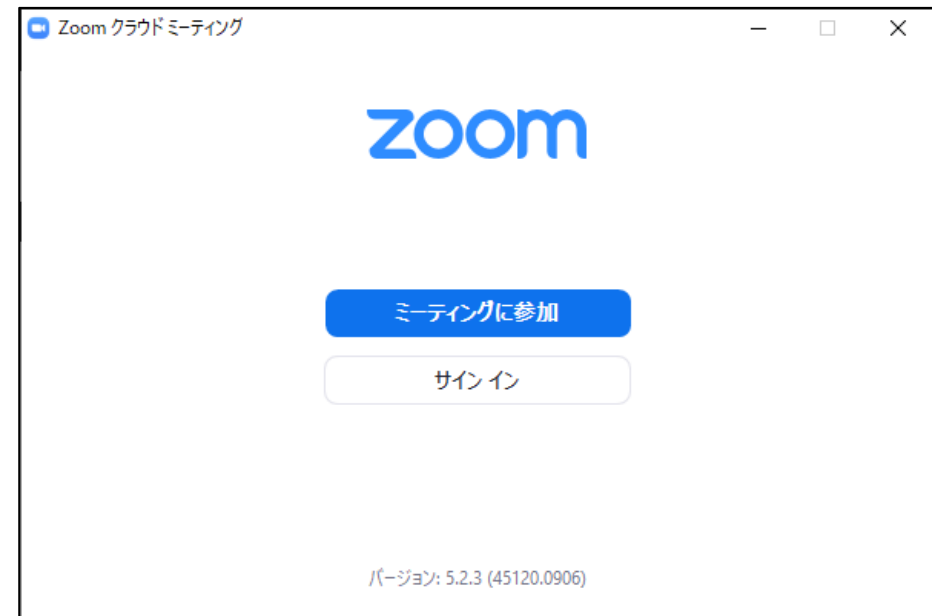 Zoom クラウド ミーティング
zoom
ミーティングに参加
サイン イン
バージョン: 5.2.3 (45120.0906)